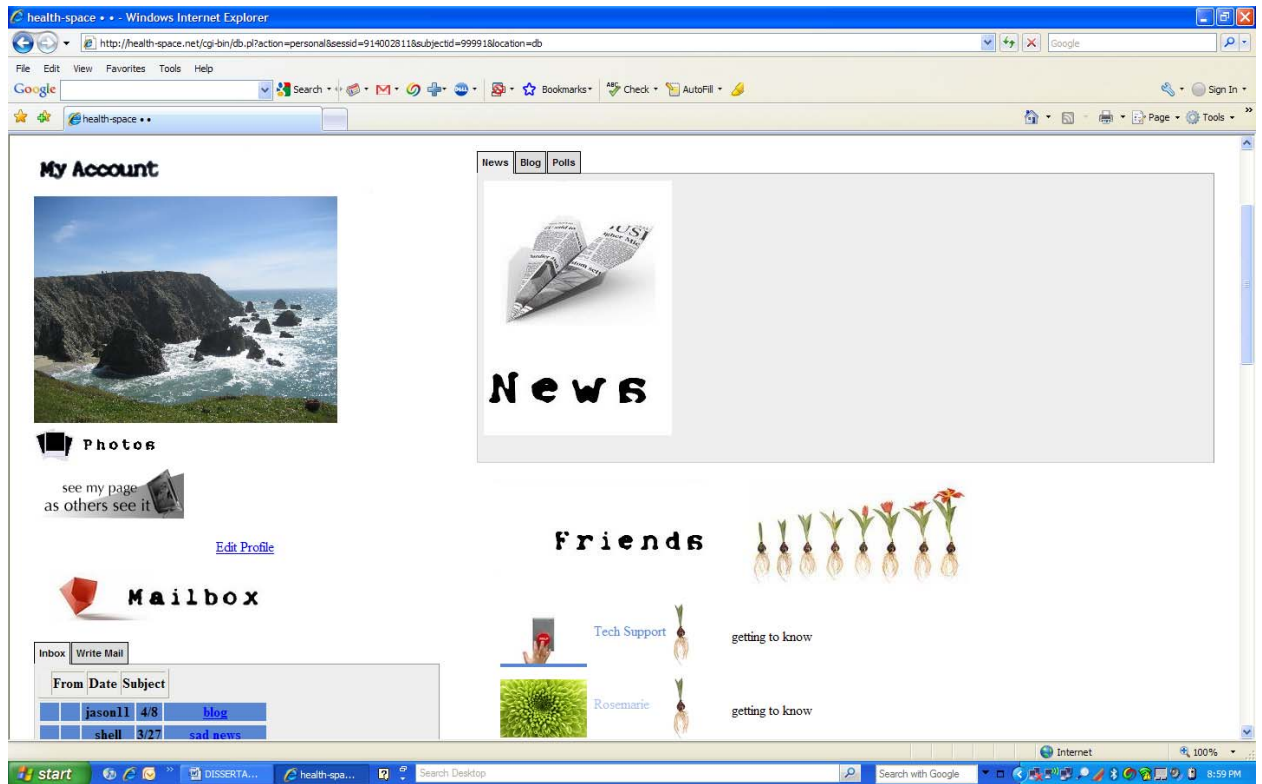 health-space • • - Windows Internet Explorer
http://health-space.net/cgi-bin/db.pl?action=personal&sessid=914002811&subjectid=99991&location=db
Google
File Edit View Favorites Tools Help
Google Search Bookmarks Check AutoFill Sign In
health-space • • Page Tools
My Account
News Blog Polls
News
Photos
see my page
as others see it
Edit Profile
Friends
Mailbox
Tech Support getting to know
Inbox Write Mail
From Date Subject
Rosemarie getting to know
jason11 4/8 blog
shell 3/27 sad news
Internet 100%
start DISSERTA... health-spa... Search Desktop Search with Google 8:59 PM